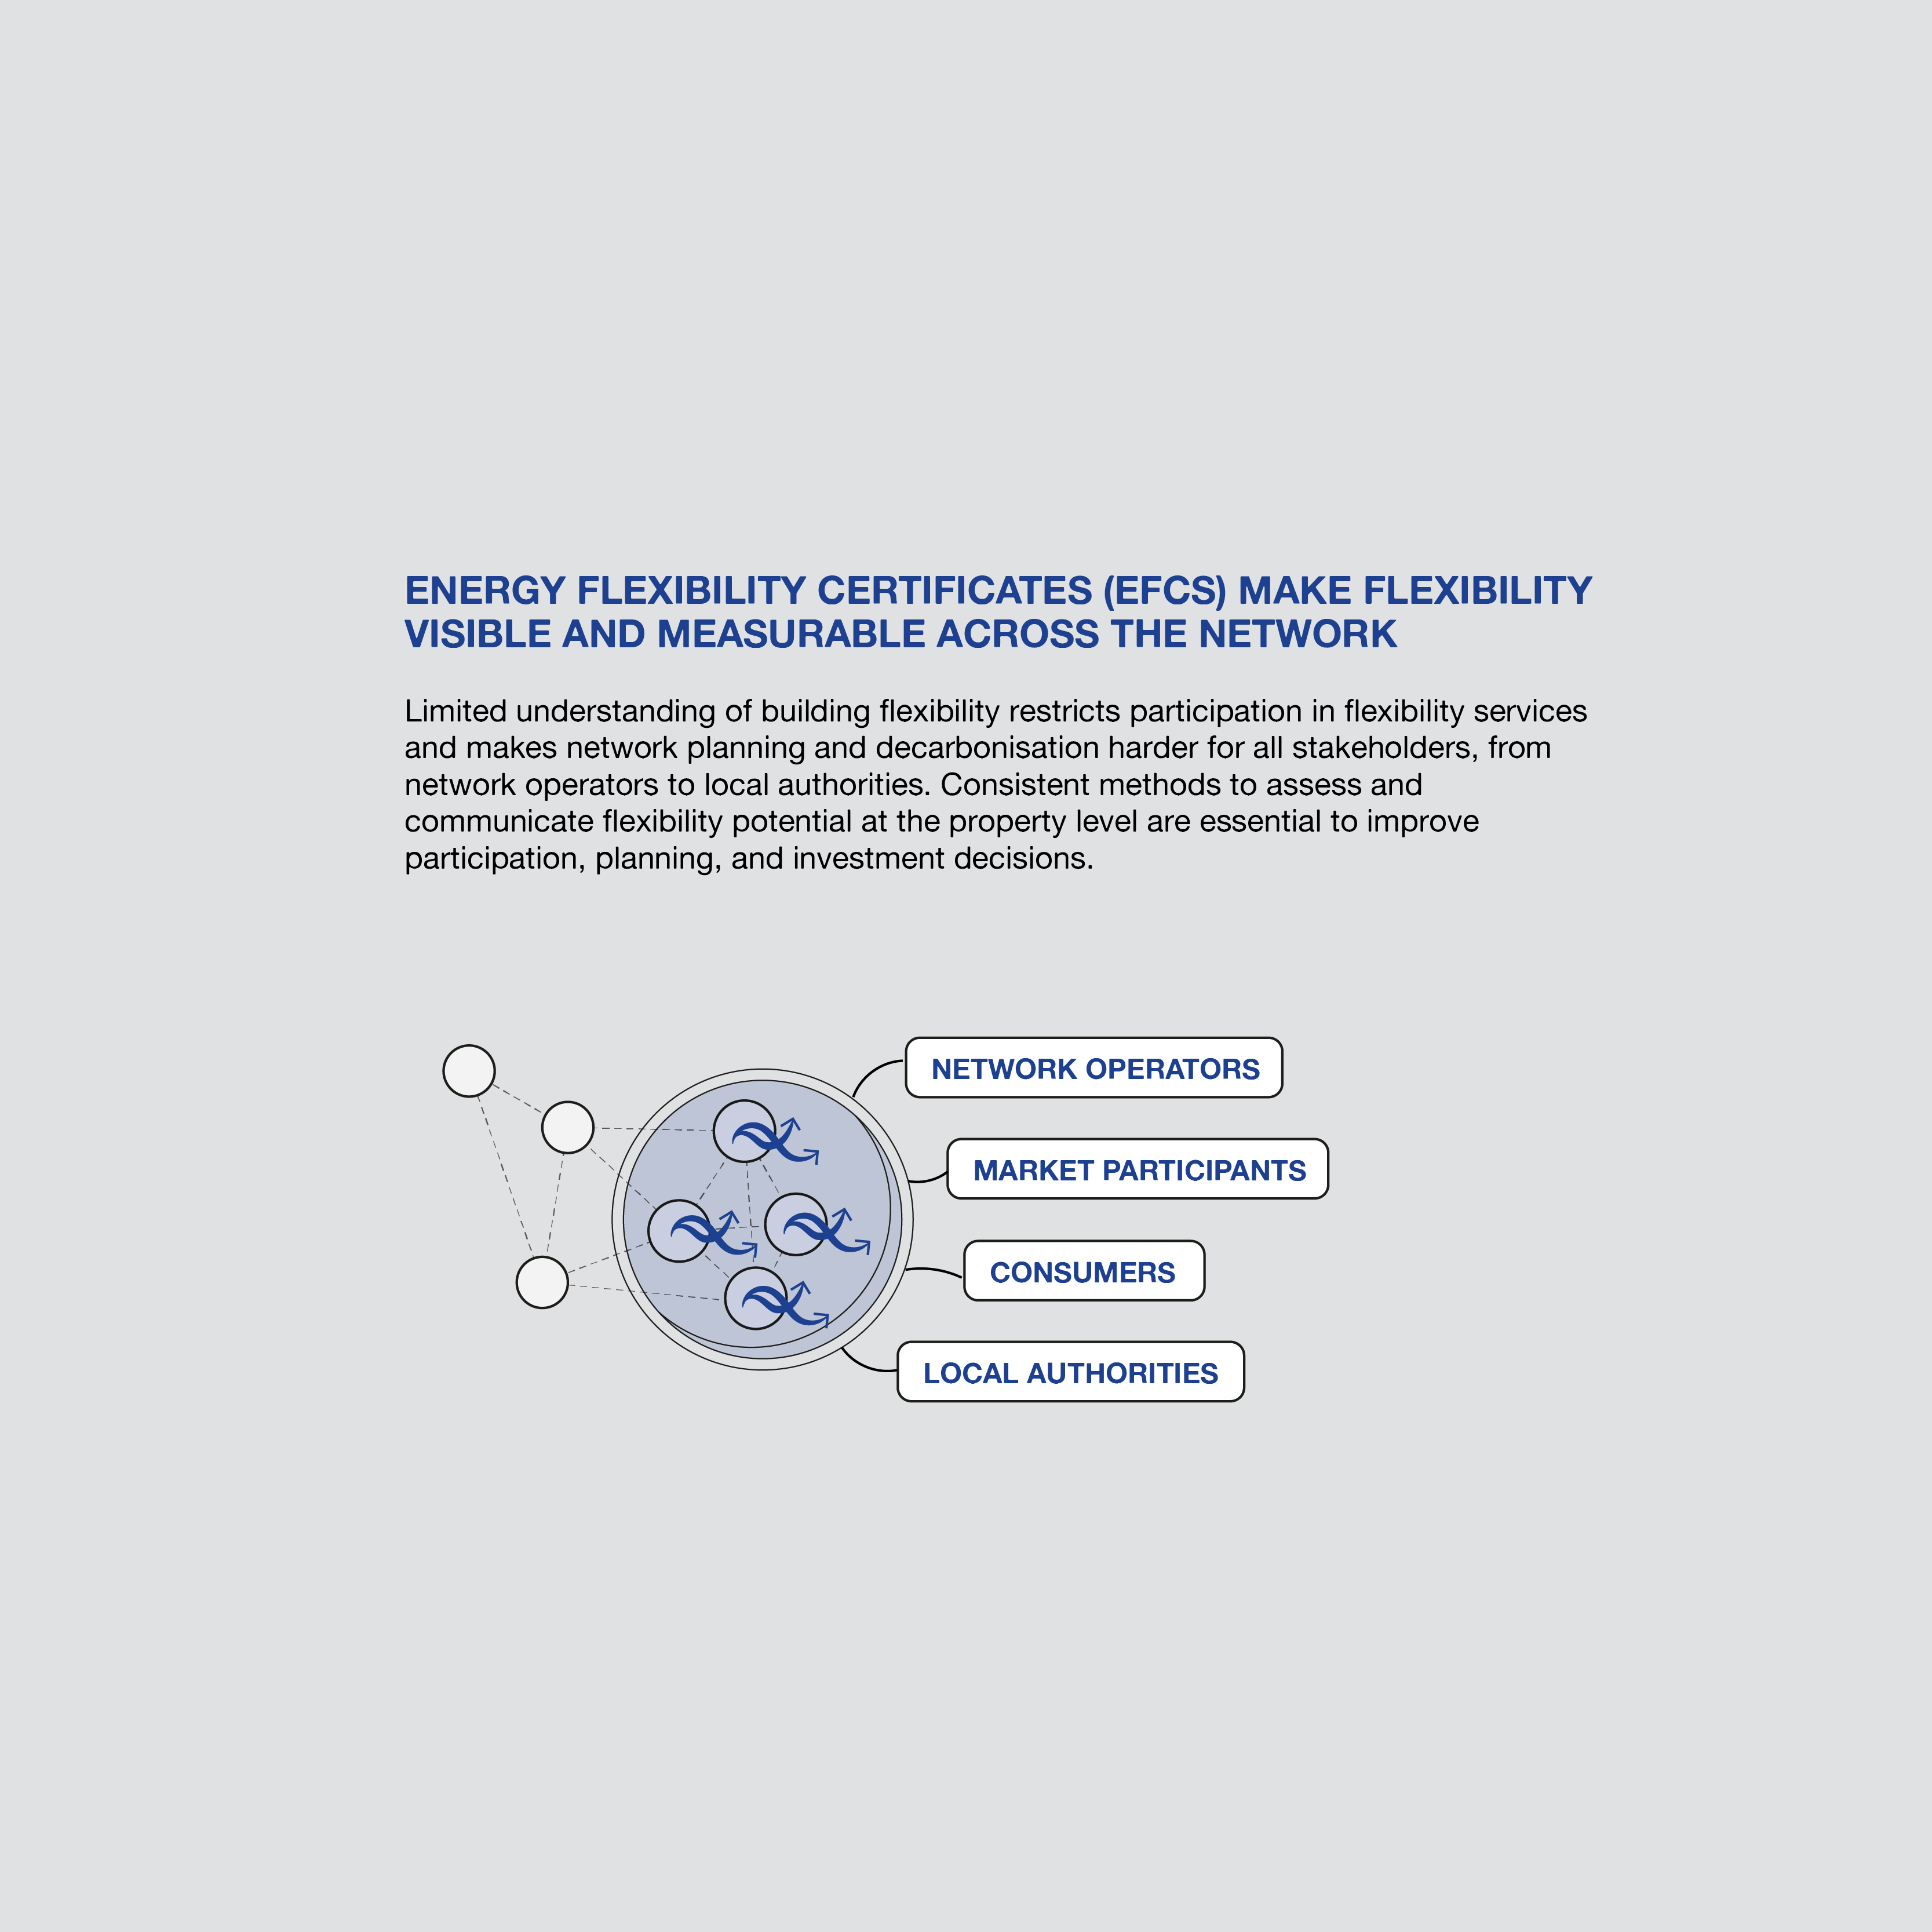 ENERGY FLEXIBILITY CERTIFICATES (EFCS) MAKE FLEXIBILITY
VISIBLE AND MEASURABLE ACROSS THE NETWORK
Limited understanding of building flexibility restricts participation in flexibility services
and makes network planning and decarbonisation harder for all stakeholders, from
network operators to local authorities. Consistent methods to assess and
communicate flexibility potential at the property level are essential to improve
participation, planning, and investment decisions.
NETWORK OPERATORS
MARKET PARTICIPANTS
CONSUMERS
LOCAL AUTHORITIES